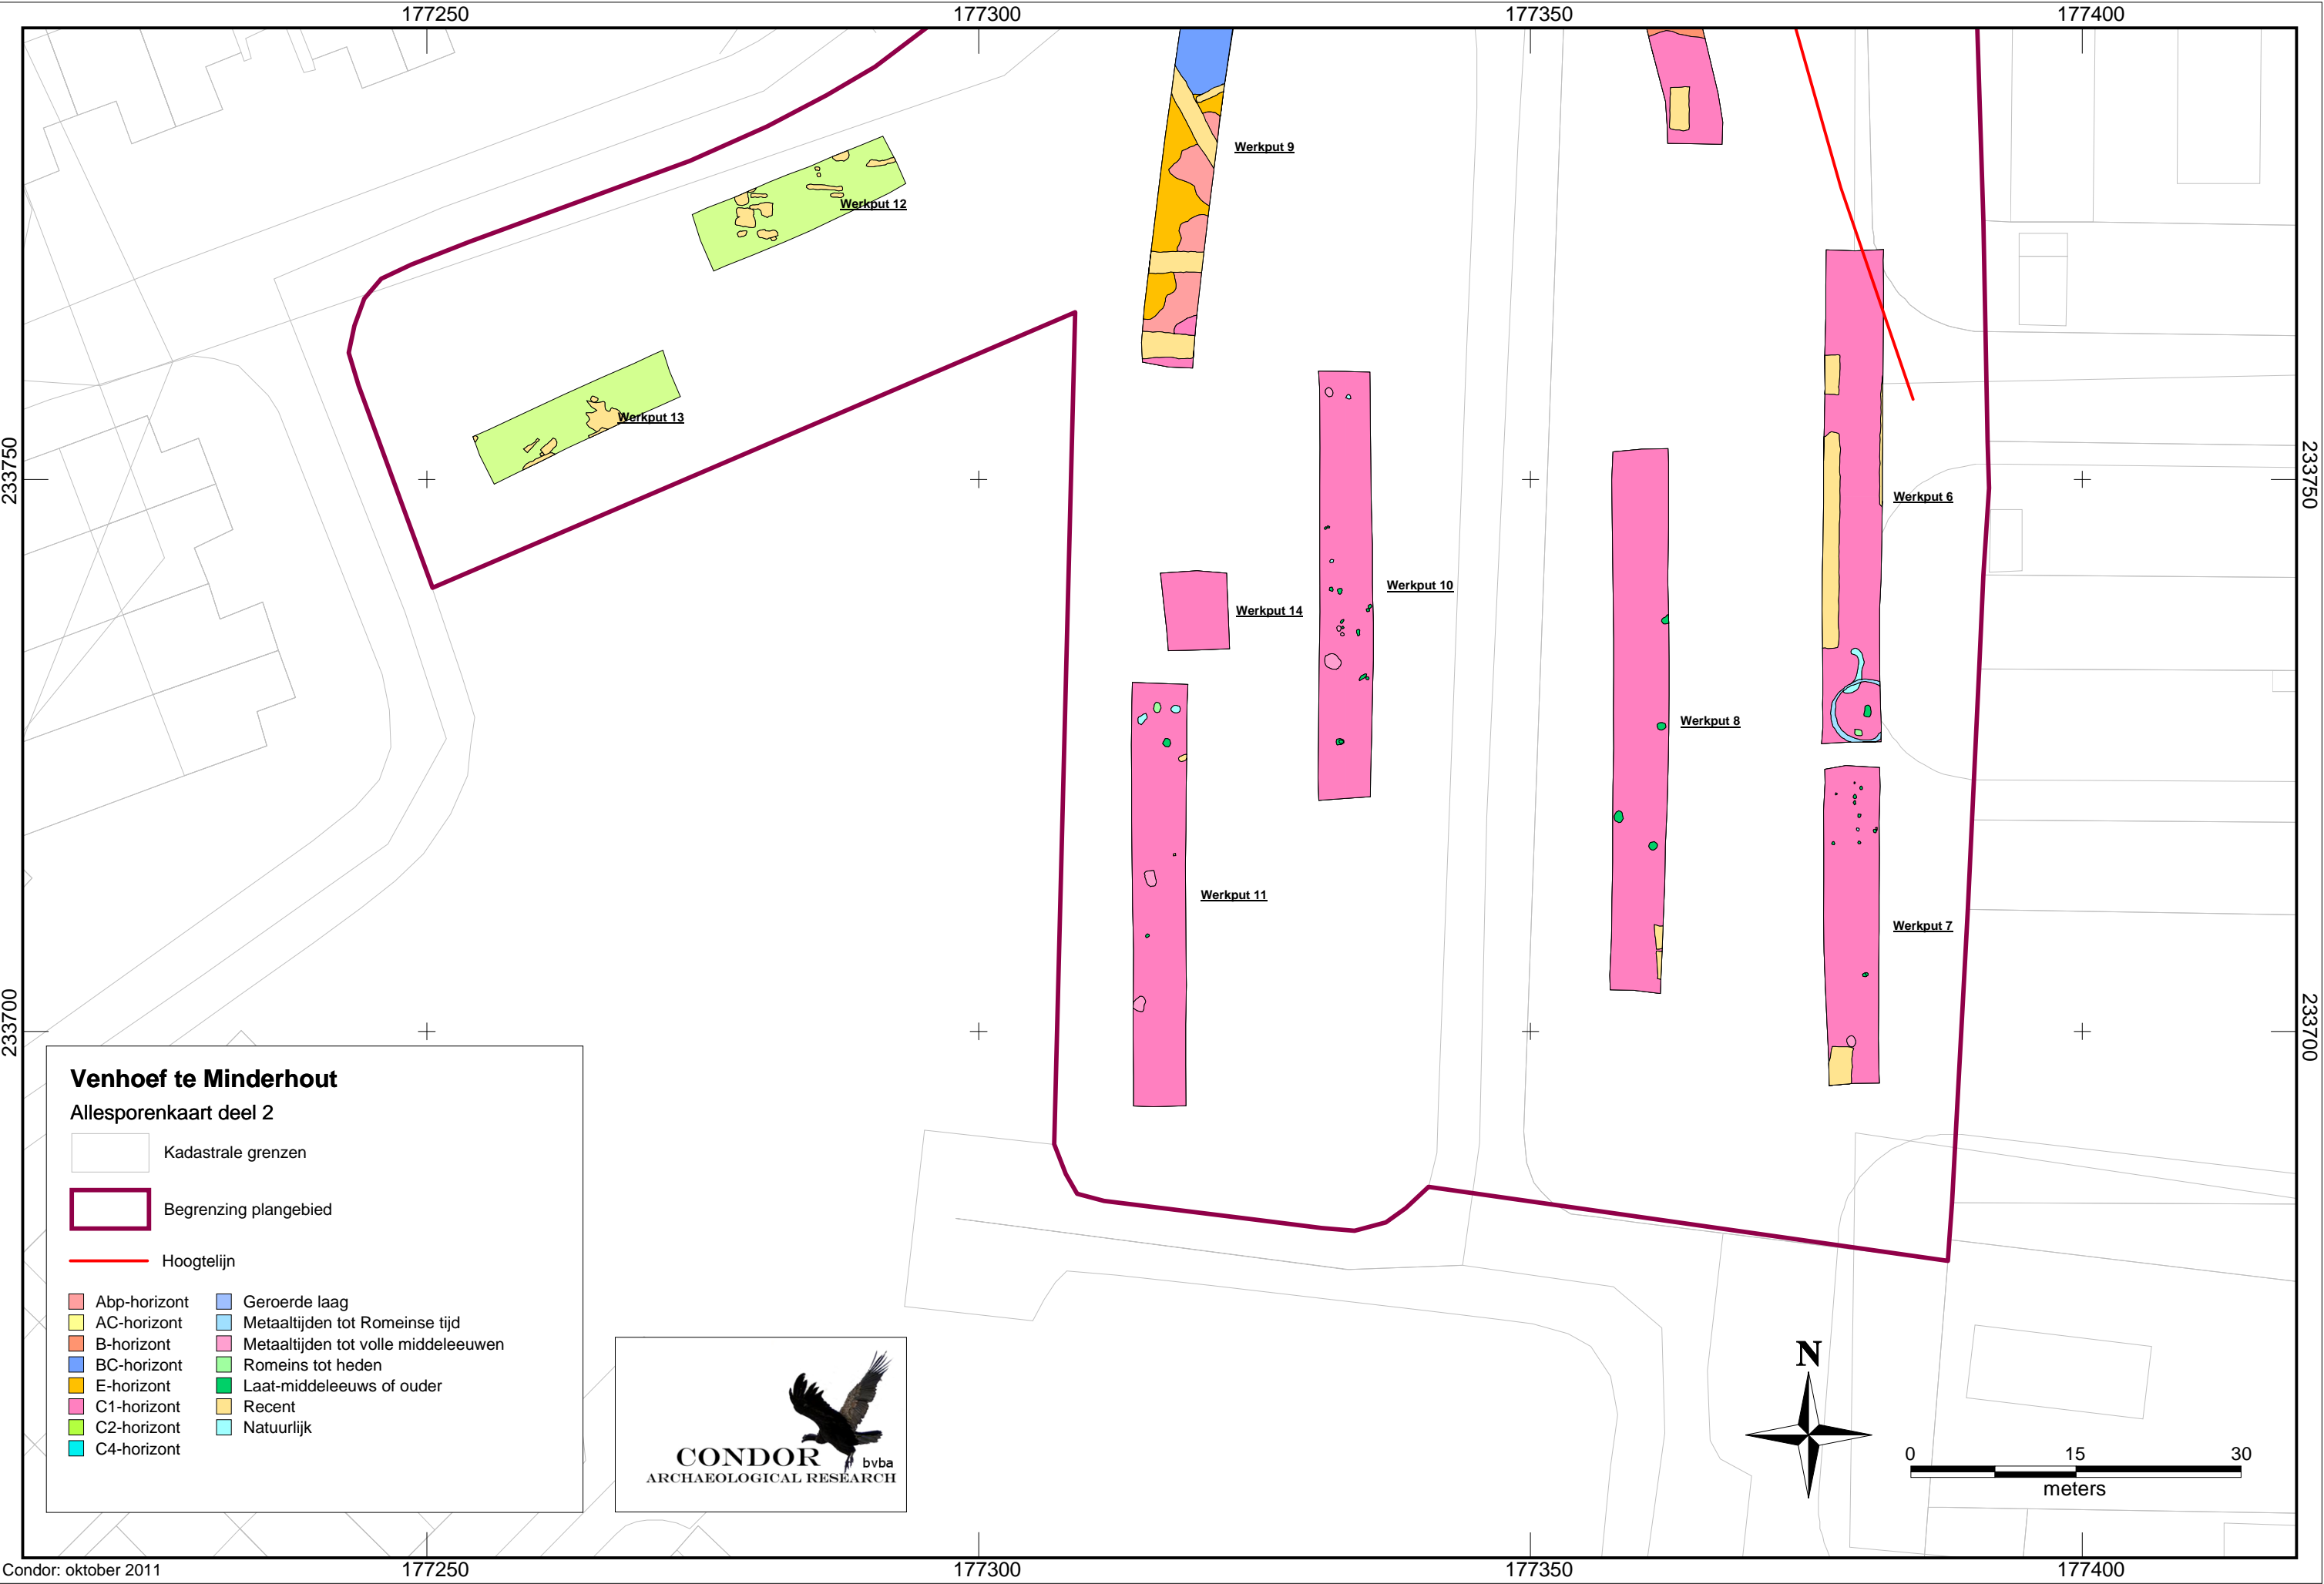 177250 177300 177350 177400
Werkput 9
Werkput 12
Werkput 13
233750 233750
Werkput 6
Werkput 10
Werkput 14
Werkput 8
Werkput 11
Werkput 7
233700 233700
Venhoef te Minderhout
Allesporenkaart deel 2
Kadastrale grenzen
Begrenzing plangebied
Hoogtelijn
Abp-horizont Geroerde laag
AC-horizont Metaaltijden tot Romeinse tijd
B-horizont Metaaltijden tot volle middeleeuwen
BC-horizont Romeins tot heden
E-horizont Laat-middeleeuws of ouder
C1-horizont Recent
C2-horizont Natuurlijk
C4-horizont
CONDOR bvba
ARCHAEOLOGICAL RESEARCH
N
0 15 30
meters
Condor: oktober 2011
177250 177300 177350 177400